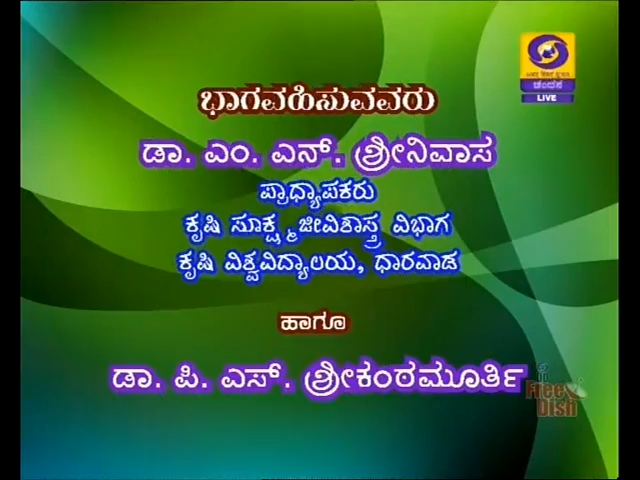 ಭಾಗವಹಿಸುವವರು
ಚಂದನ
LIVE
ಡಾ. ಎಂ. ಎನ್. ಶ್ರೀನಿವಾಸ
ಪ್ರಾಧ್ಯಾಪಕರು
ಕೃಷಿ ಸೂಕ್ಷ್ಮಜೀವಿಶಾಸ್ತ್ರ ವಿಭಾಗ
ಕೃಷಿ ವಿಶ್ವವಿದ್ಯಾಲಯ, ಧಾರವಾಡ
ಹಾಗೂ
ಡಾ. ಪಿ. ಎಸ್. ಶ್ರೀಕಂಠಮೂರ್ತಿ
Free
Dish